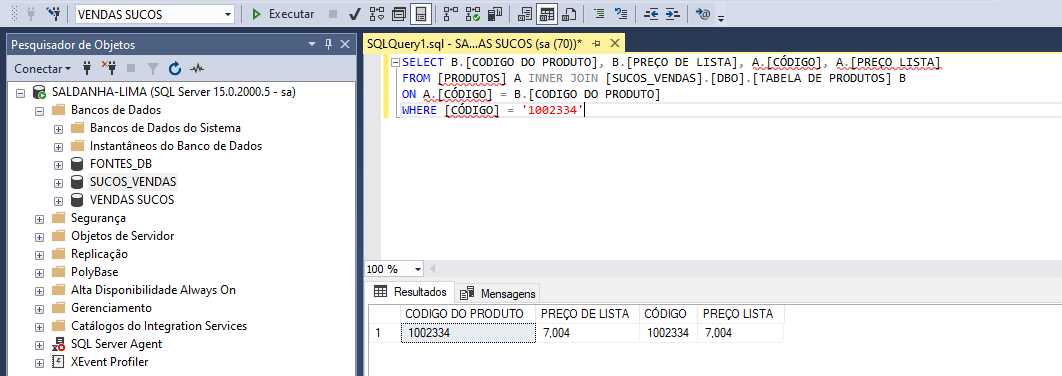 VENDAS SUCOS
Executar
Pesquisador de Objetos
Conectar
SALDANHA-LIMA (SQL Server 15.0.2000.5 - sa)
Bancos de Dados
Bancos de Dados do Sistema
Instantâneos do Banco de Dados
FONTES_DB
SUCOS_VENDAS
VENDAS SUCOS
Segurança
Objetos de Servidor
Replicação
PolyBase
Alta Disponibilidade Always On
Gerenciamento
Catálogos do Integration Services
SQL Server Agent
XEvent Profiler
SQLQuery1.sql - SA...AS SUCOS (sa (70))*
SELECT B.[CODIGO DO PRODUTO], B.[PREÇO DE LISTA], A.[CÓDIGO], A.[PREÇO LISTA]
FROM [PRODUTOS] A INNER JOIN [SUCOS_VENDAS].[DBO].[TABELA DE PRODUTOS] B
ON A.[CÓDIGO] = B.[CODIGO DO PRODUTO]
WHERE [CÓDIGO] = '1002334'
100 %
Resultados Mensagens
CODIGO DO PRODUTO PREÇO DE LISTA CÓDIGO PREÇO LISTA
1 1002334 7,004 1002334 7,004